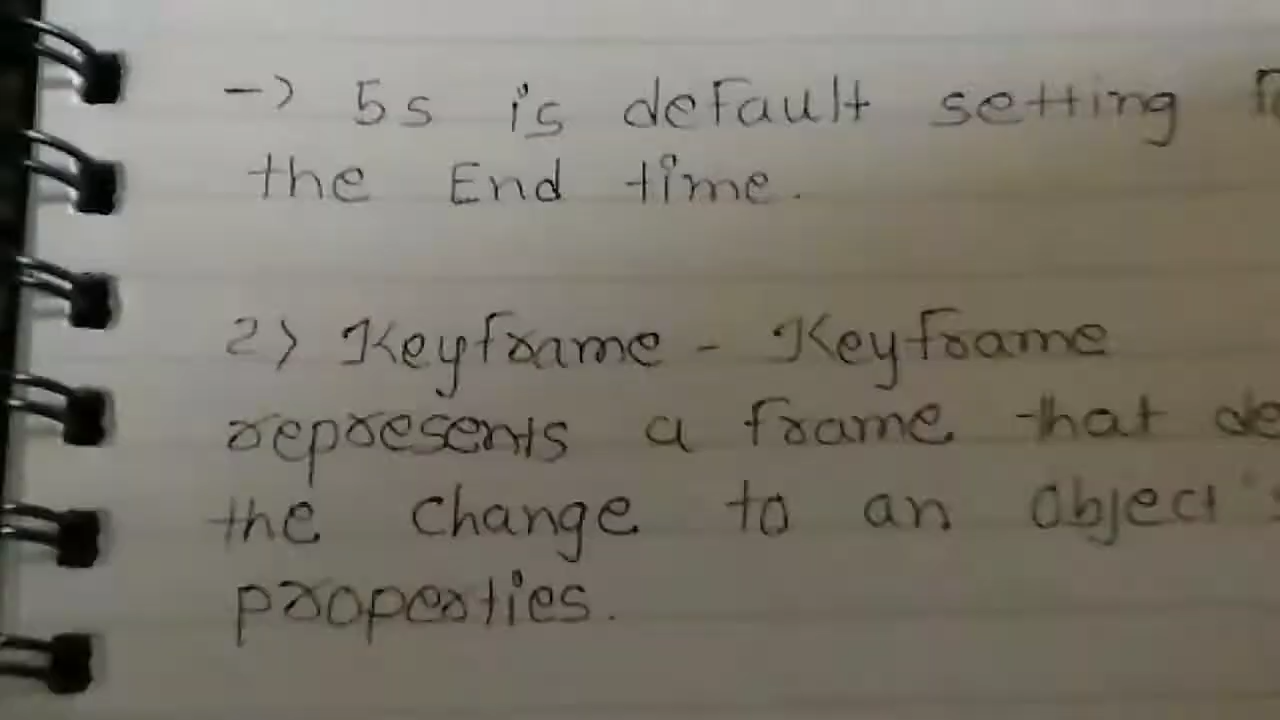 -> 5s is default setting
the End time.
2) Keyframe - Keyframe
represents a frame that
the change to an object's
properties.